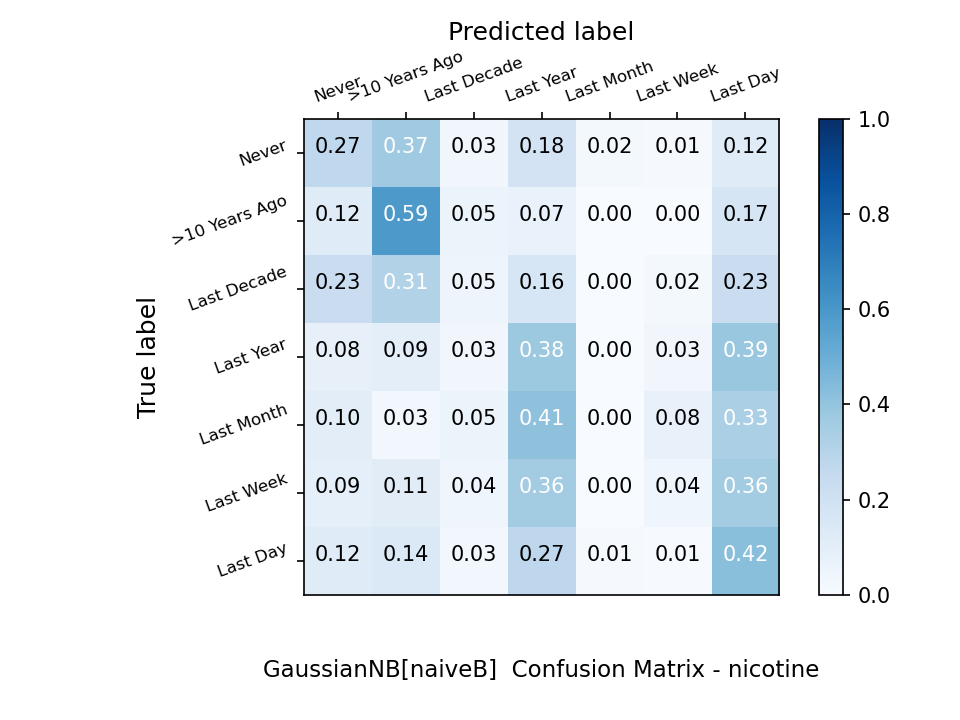 Predicted label
Never >10 Years Ago Last Decade Last Year Last Month Last Week Last Day
Never 0.27 0.37 0.03 0.18 0.02 0.01 0.12
>10 Years Ago 0.12 0.59 0.05 0.07 0.00 0.00 0.17
Last Decade 0.23 0.31 0.05 0.16 0.00 0.02 0.23
Last Year 0.08 0.09 0.03 0.38 0.00 0.03 0.39
Last Month 0.10 0.03 0.05 0.41 0.00 0.08 0.33
Last Week 0.09 0.11 0.04 0.36 0.00 0.04 0.36
Last Day 0.12 0.14 0.03 0.27 0.01 0.01 0.42
True label
1.0
0.8
0.6
0.4
0.2
0.0
GaussianNB[naiveB]  Confusion Matrix - nicotine